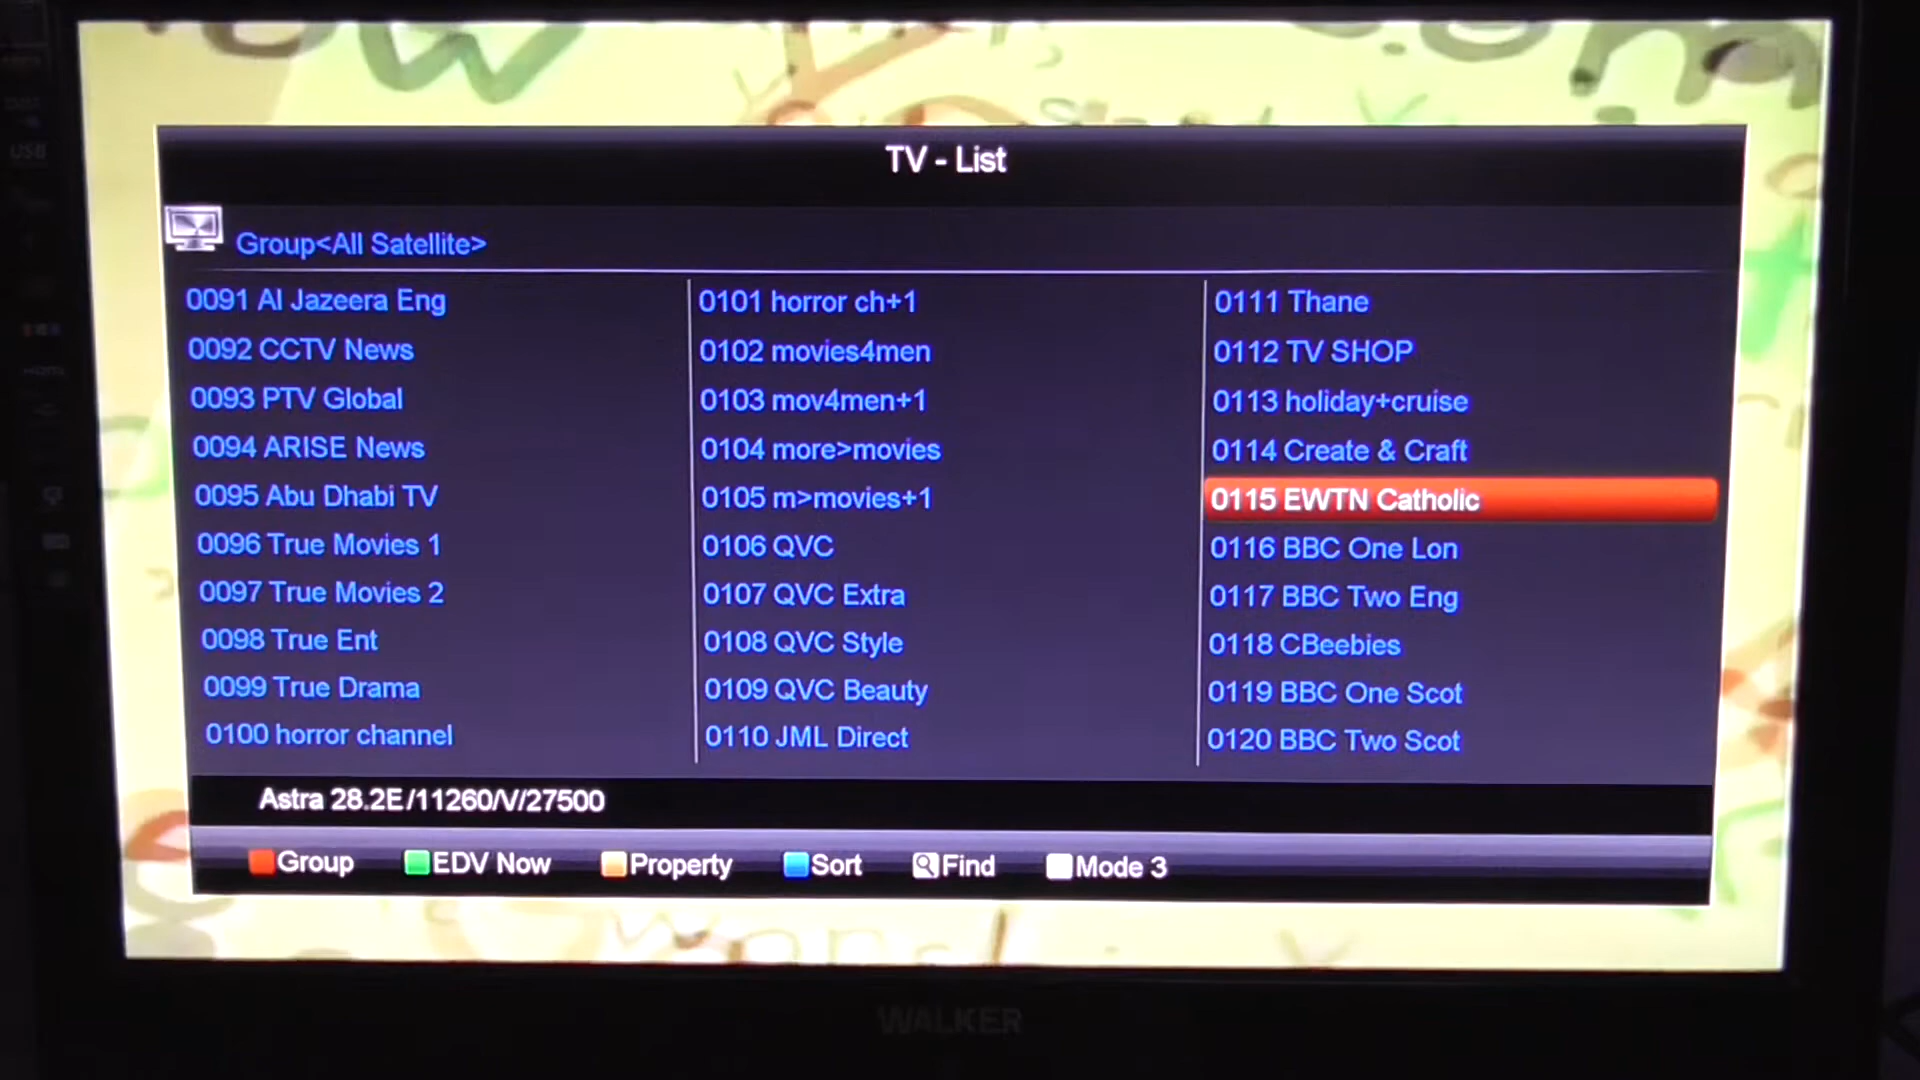 TV - List
Group<All Satellite>
0091 Al Jazeera Eng
0092 CCTV News
0093 PTV Global
0094 ARISE News
0095 Abu Dhabi TV
0096 True Movies 1
0097 True Movies 2
0098 True Ent
0099 True Drama
0100 horror channel
0101 horror ch+1
0102 movies4men
0103 mov4men+1
0104 more>movies
0105 m>movies+1
0106 QVC
0107 QVC Extra
0108 QVC Style
0109 QVC Beauty
0110 JML Direct
0111 Thane
0112 TV SHOP
0113 holiday+cruise
0114 Create & Craft
0115 EWTN Catholic
0116 BBC One Lon
0117 BBC Two Eng
0118 CBeebies
0119 BBC One Scot
0120 BBC Two Scot
Astra 28.2E/11260/V/27500
Group EDV Now Property Sort Find Mode 3
WALKER
USB